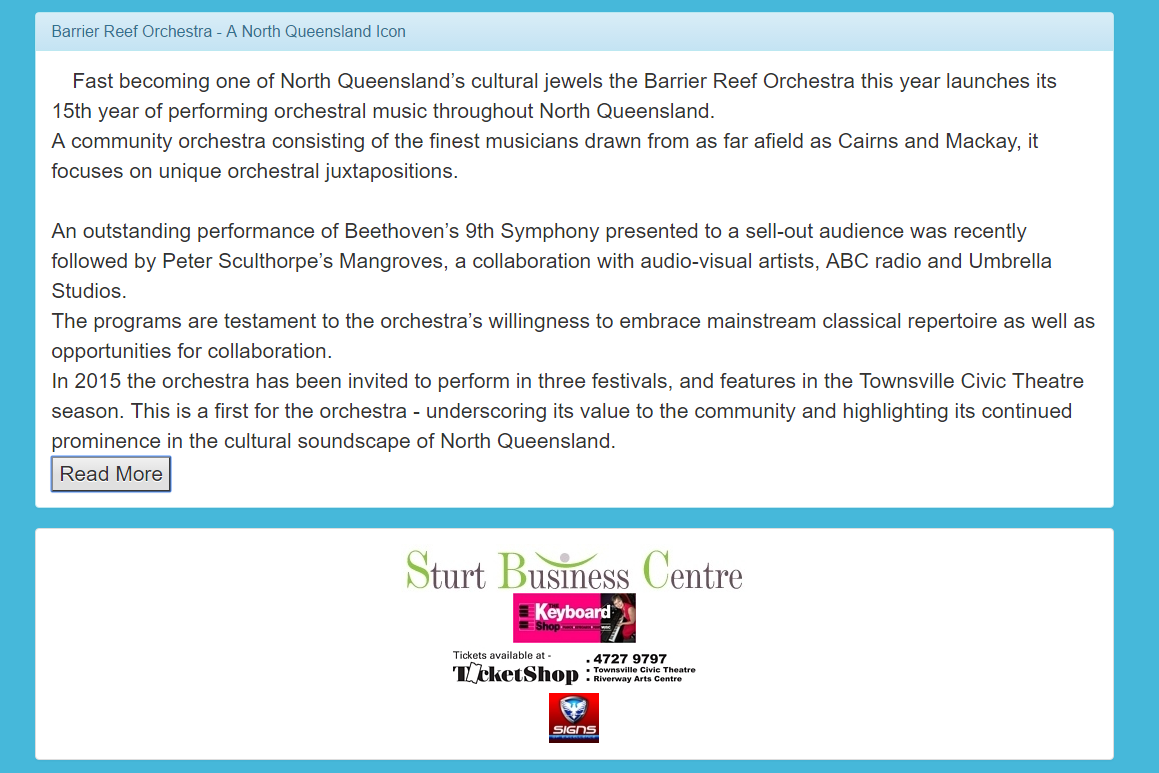 Barrier Reef Orchestra - A North Queensland Icon
Fast becoming one of North Queensland’s cultural jewels the Barrier Reef Orchestra this year launches its
15th year of performing orchestral music throughout North Queensland.
A community orchestra consisting of the finest musicians drawn from as far afield as Cairns and Mackay, it
focuses on unique orchestral juxtapositions.
An outstanding performance of Beethoven’s 9th Symphony presented to a sell-out audience was recently
followed by Peter Sculthorpe’s Mangroves, a collaboration with audio-visual artists, ABC radio and Umbrella
Studios.
The programs are testament to the orchestra’s willingness to embrace mainstream classical repertoire as well as
opportunities for collaboration.
In 2015 the orchestra has been invited to perform in three festivals, and features in the Townsville Civic Theatre
season. This is a first for the orchestra - underscoring its value to the community and highlighting its continued
prominence in the cultural soundscape of North Queensland.
Read More
Sturt Business Centre
THE
Keyboard
Shop
Tickets available at -
TicketShop
. 4727 9797
. Townsville Civic Theatre
. Riverway Arts Centre
SIGNS